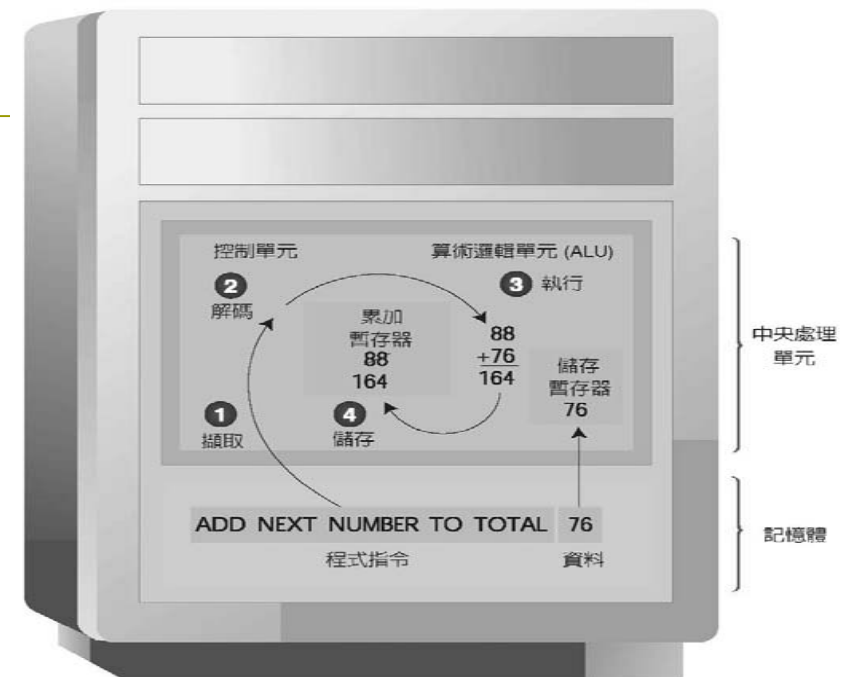 控制單元
算術邏輯單元 (ALU)
2
解碼
3 執行
累加
暫存器
88
164
88
+76
164
儲存
暫存器
76
1
擷取
4
儲存
中央處理
單元
ADD NEXT NUMBER TO TOTAL 76
程式指令
資料
記憶體